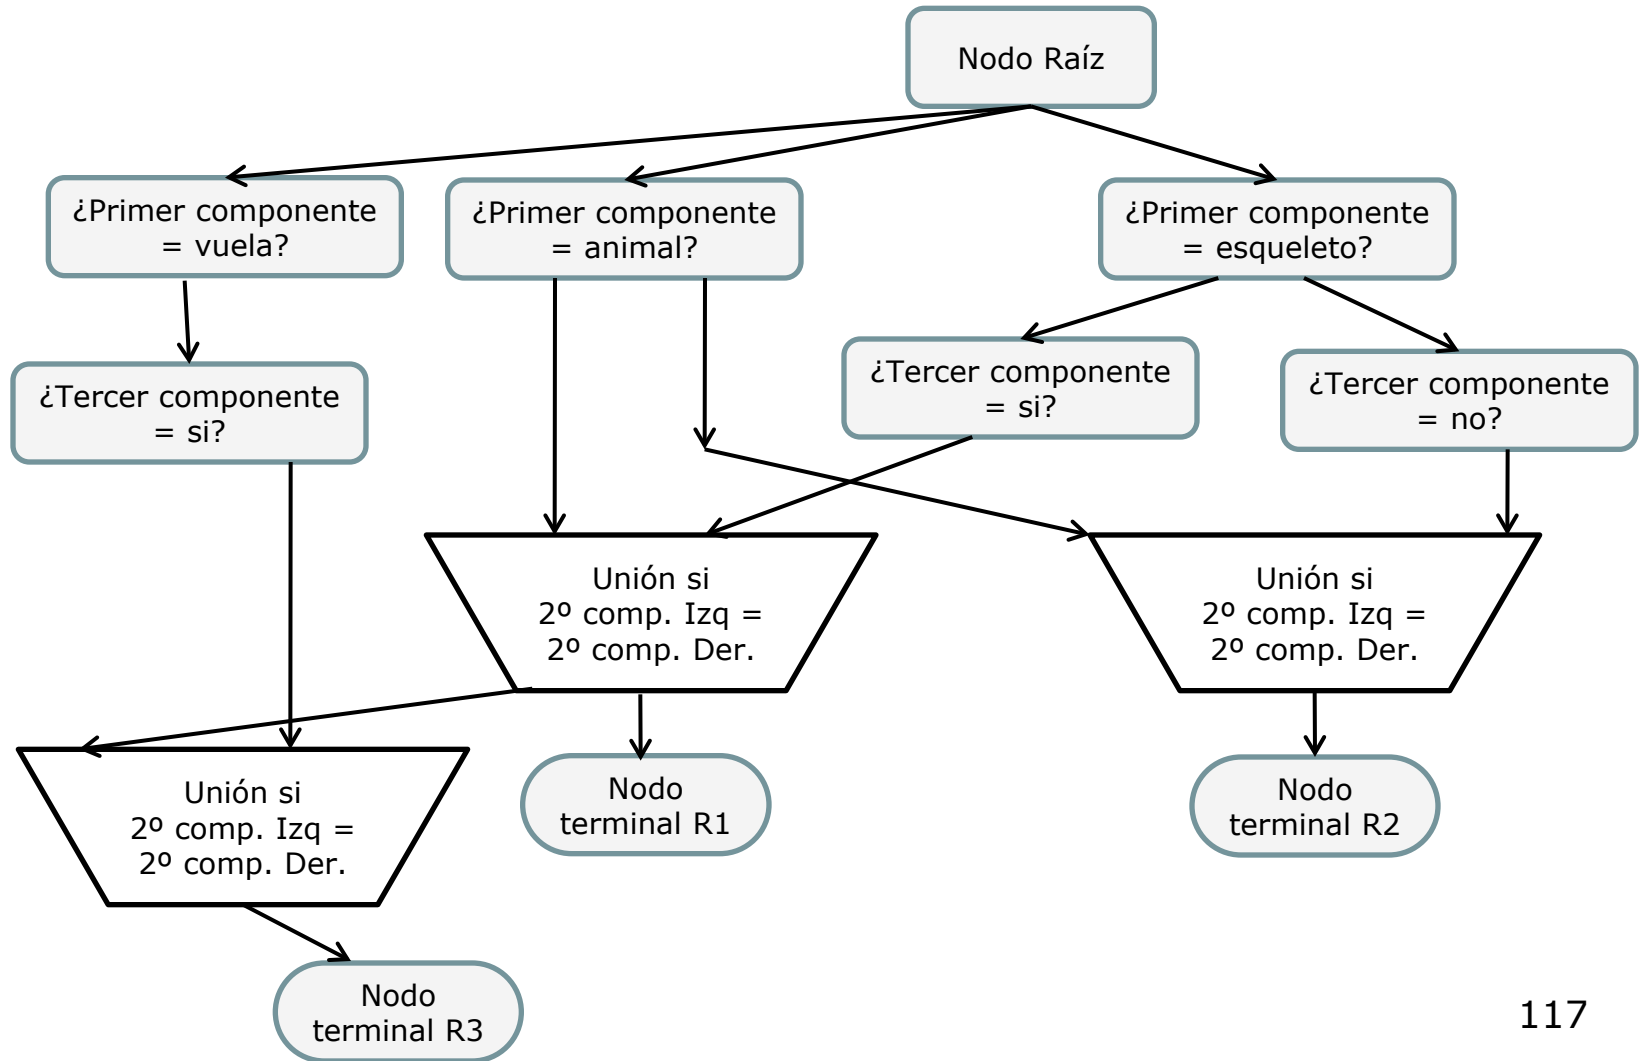 Nodo Raíz
¿Primer componente
= vuela?
¿Primer componente
= animal?
¿Primer componente
= esqueleto?
¿Tercer componente
= si?
¿Tercer componente
= si?
¿Tercer componente
= no?
Unión si
2º comp. Izq =
2º comp. Der.
Unión si
2º comp. Izq =
2º comp. Der.
Unión si
2º comp. Izq =
2º comp. Der.
Nodo
terminal R1
Nodo
terminal R2
Nodo
terminal R3
117